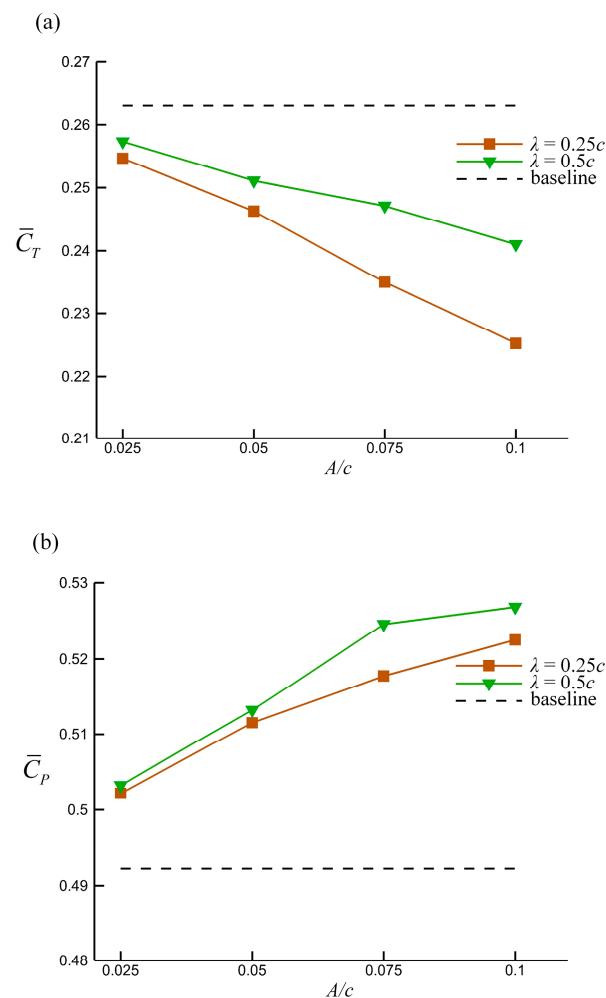 (a)
0.27
0.26
0.25
0.24
0.23
0.22
0.21
C̅_T
λ = 0.25c
λ = 0.5c
baseline
0.025 0.05 0.075 0.1
A/c
(b)
0.53
0.52
0.51
0.5
0.49
0.48
C̅_P
λ = 0.25c
λ = 0.5c
baseline
0.025 0.05 0.075 0.1
A/c